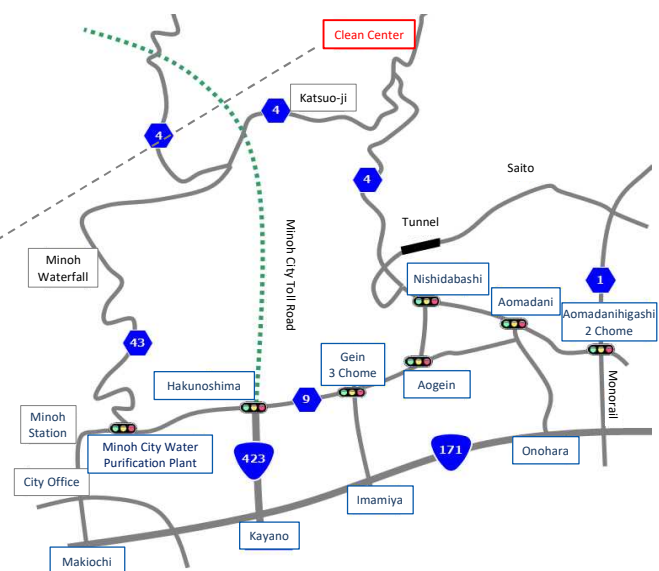 Clean Center
Katsuo-ji
4
4
4
Saito
Tunnel
Minoh City Toll Road
Minoh
Waterfall
Nishidabashi
Aomadani
1
Aomadanihigashi
2 Chome
43
Gein
3 Chome
Hakunoshima
9
Aogein
Monorail
Minoh
Station
Minoh City Water
Purification Plant
423
171
Onohara
City Office
Imamiya
Kayano
Makiochi